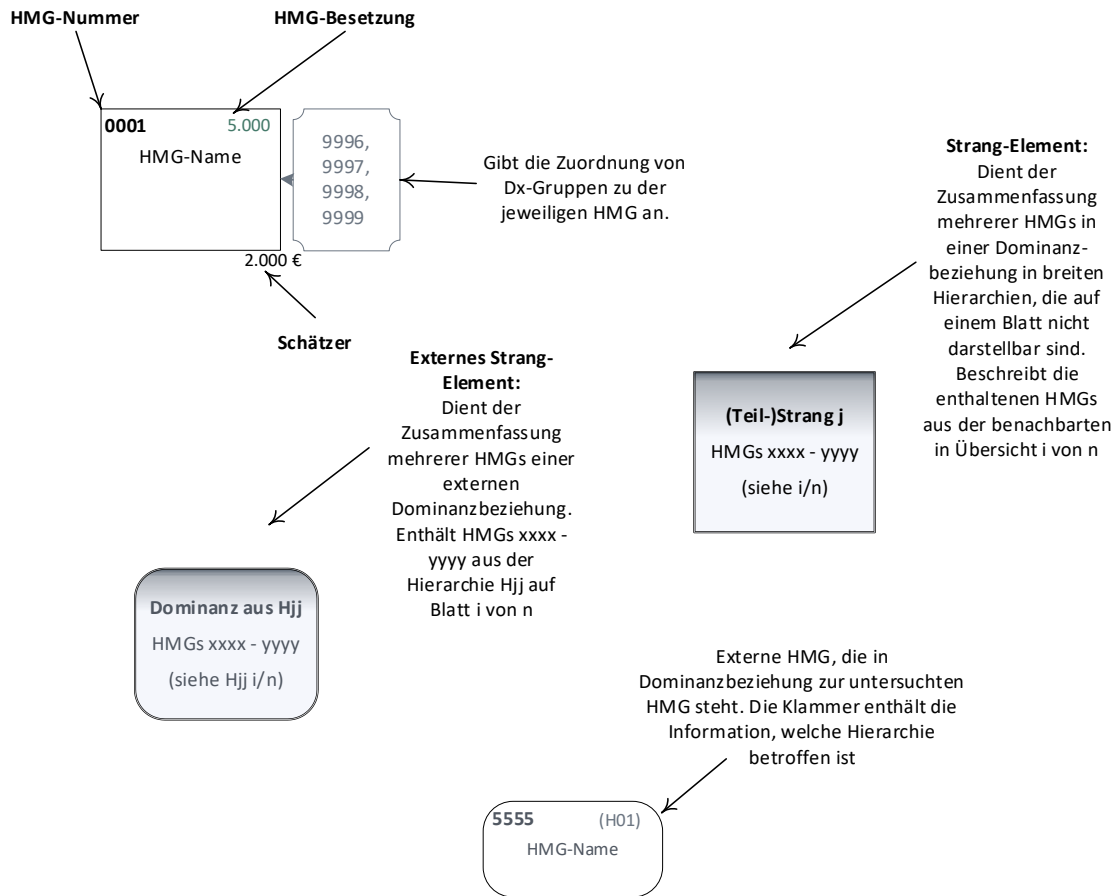 HMG-Nummer
HMG-Besetzung
0001
5.000
HMG-Name
9996,
9997,
9998,
9999
Gibt die Zuordnung von
Dx-Gruppen zu der
jeweiligen HMG an.
2.000 €
Schätzer
Strang-Element:
Dient der
Zusammenfassung
mehrerer HMGs in
einer Dominanz-
beziehung in breiten
Hierarchien, die auf
einem Blatt nicht
darstellbar sind.
Beschreibt die
enthaltenen HMGs
aus der benachbarten
in Übersicht i von n
Externes Strang-
Element:
Dient der
Zusammenfassung
mehrerer HMGs einer
externen
Dominanzbeziehung.
Enthält HMGs xxxx -
yyyy aus der
Hierarchie Hjj auf
Blatt i von n
(Teil-)Strang j
HMGs xxxx - yyyy
(siehe i/n)
Dominanz aus Hjj
HMGs xxxx - yyyy
(siehe Hjj i/n)
Externe HMG, die in
Dominanzbeziehung zur untersuchten
HMG steht. Die Klammer enthält die
Information, welche Hierarchie
betroffen ist
5555
(H01)
HMG-Name